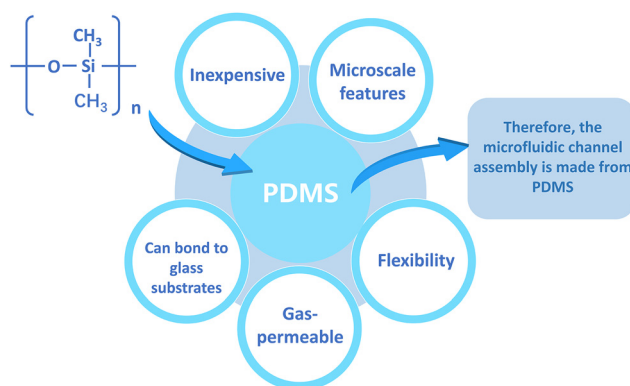 CH₃
O Si
CH₃
n
Inexpensive
Microscale
features
PDMS
Therefore, the
microfluidic channel
assembly is made from
PDMS
Can bond to
glass
substrates
Gas-
permeable
Flexibility